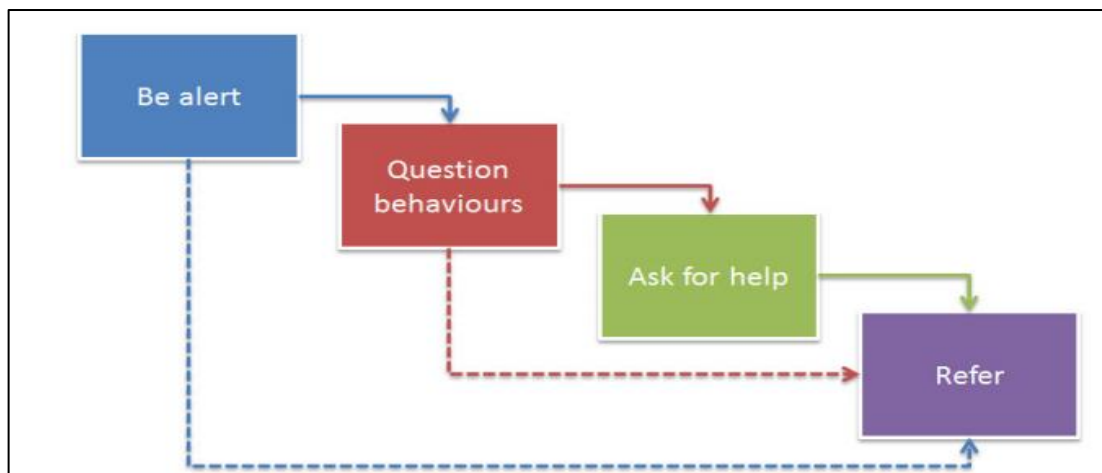 Be alert
Question
behaviours
Ask for help
Refer